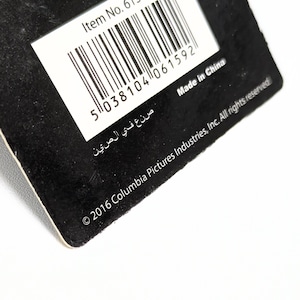 Item No. 615
5 038104 061592
Made in China
صنع في الصين
© 2016 Columbia Pictures Industries, Inc. All rights reserved.